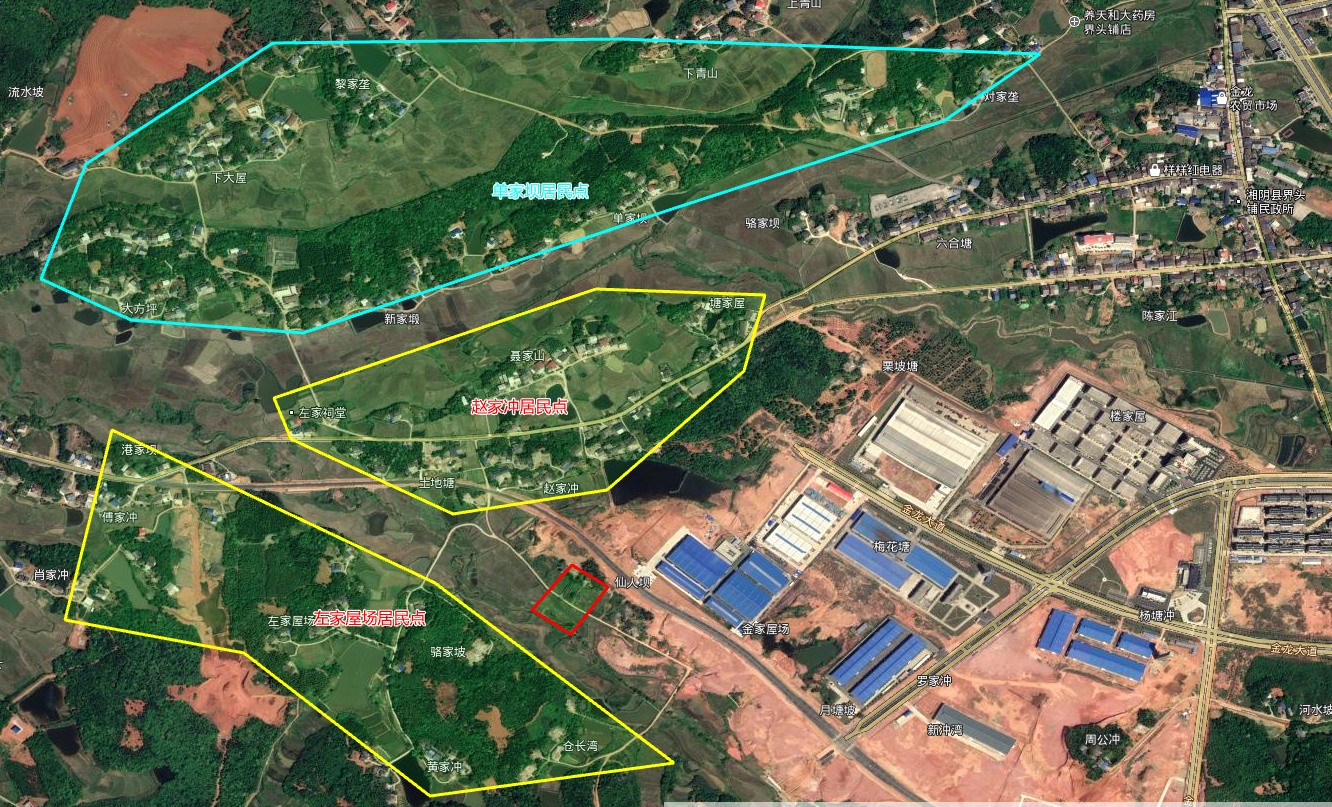 上青山
养天和大药房
界头铺店
流水坡
黎家垄
下青山
对家垄
金龙
农贸市场
下大屋
样样红电器
单家坝居民点
单家坝
骆家坝
湘阴县界头
铺民政所
六合塘
大方坪
新家塅
塘家屋
陈家江
聂家山
栗坡塘
左家祠堂
赵家冲居民点
楼家屋
港家坝
土地塘
赵家冲
傅家冲
金龙大道
梅花塘
肖家冲
仙人坝
左家屋场
左家屋场居民点
杨塘冲
金家屋场
骆家坡
金龙大道
罗家冲
月塘坡
河水坡
新冲湾
仓长湾
周公冲
黄家冲
金